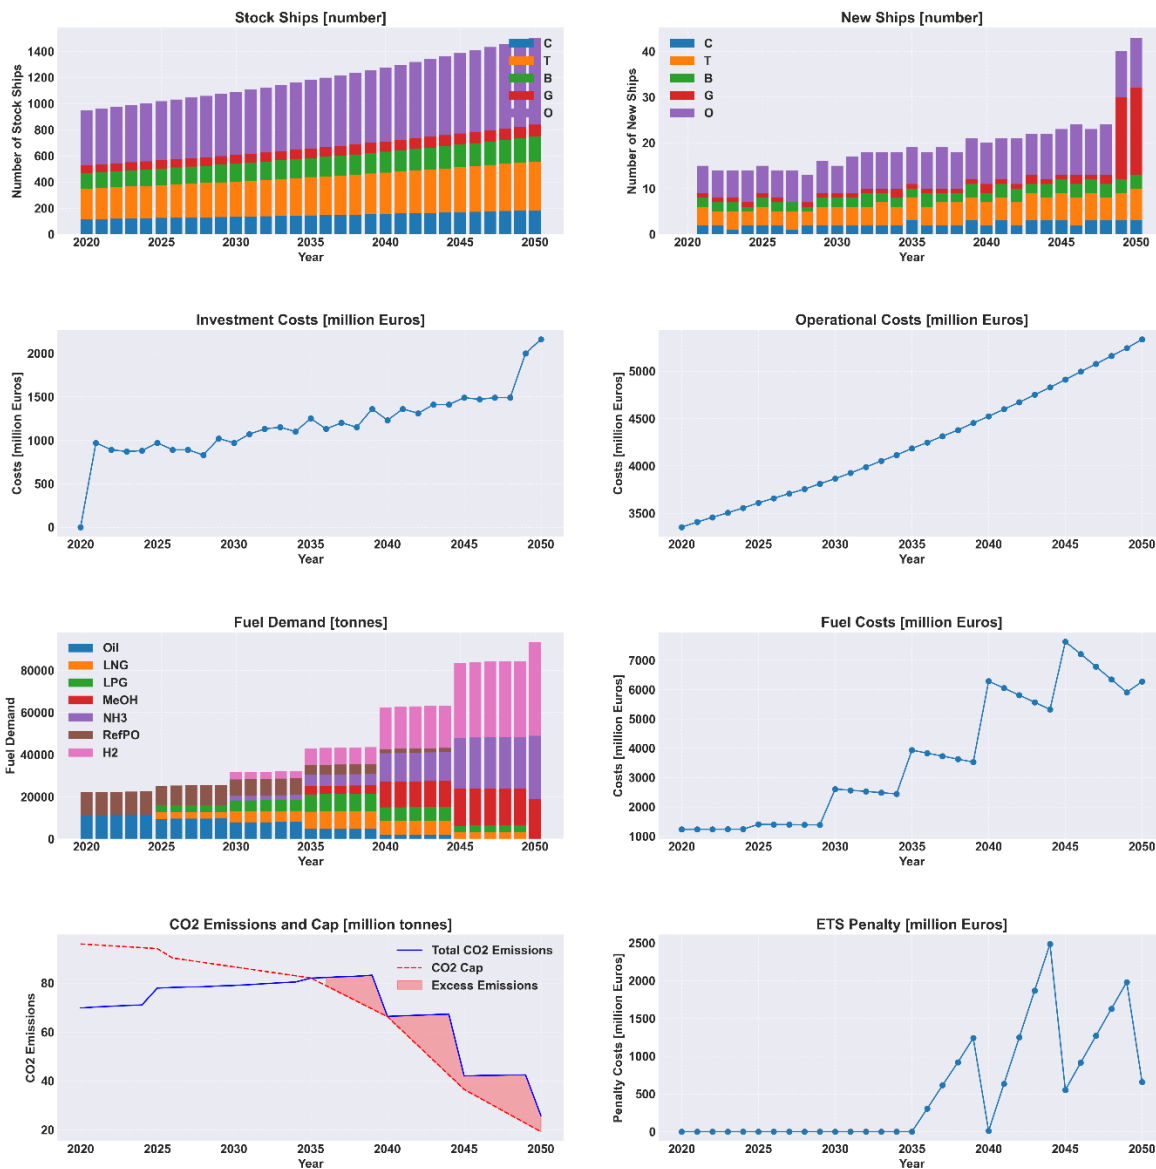 Stock Ships [number]
Number of Stock Ships
1400
1200
1000
800
600
400
200
0
C
T
B
G
O
2020 2025 2030 2035 2040 2045 2050
Year
New Ships [number]
Number of New Ships
40
30
20
10
0
C
T
B
G
O
2020 2025 2030 2035 2040 2045 2050
Year
Investment Costs [million Euros]
Costs [million Euros]
2000
1500
1000
500
0
2020 2025 2030 2035 2040 2045 2050
Year
Operational Costs [million Euros]
Costs [million Euros]
5000
4500
4000
3500
2020 2025 2030 2035 2040 2045 2050
Year
Fuel Demand [tonnes]
Fuel Demand
80000
60000
40000
20000
0
Oil
LNG
LPG
MeOH
NH3
RefPO
H2
2020 2025 2030 2035 2040 2045 2050
Year
Fuel Costs [million Euros]
Costs [million Euros]
7000
6000
5000
4000
3000
2000
1000
2020 2025 2030 2035 2040 2045 2050
Year
CO2 Emissions and Cap [million tonnes]
CO2 Emissions
80
60
40
20
Total CO2 Emissions
CO2 Cap
Excess Emissions
2020 2025 2030 2035 2040 2045 2050
Year
ETS Penalty [million Euros]
Penalty Costs [million Euros]
2500
2000
1500
1000
500
0
2020 2025 2030 2035 2040 2045 2050
Year